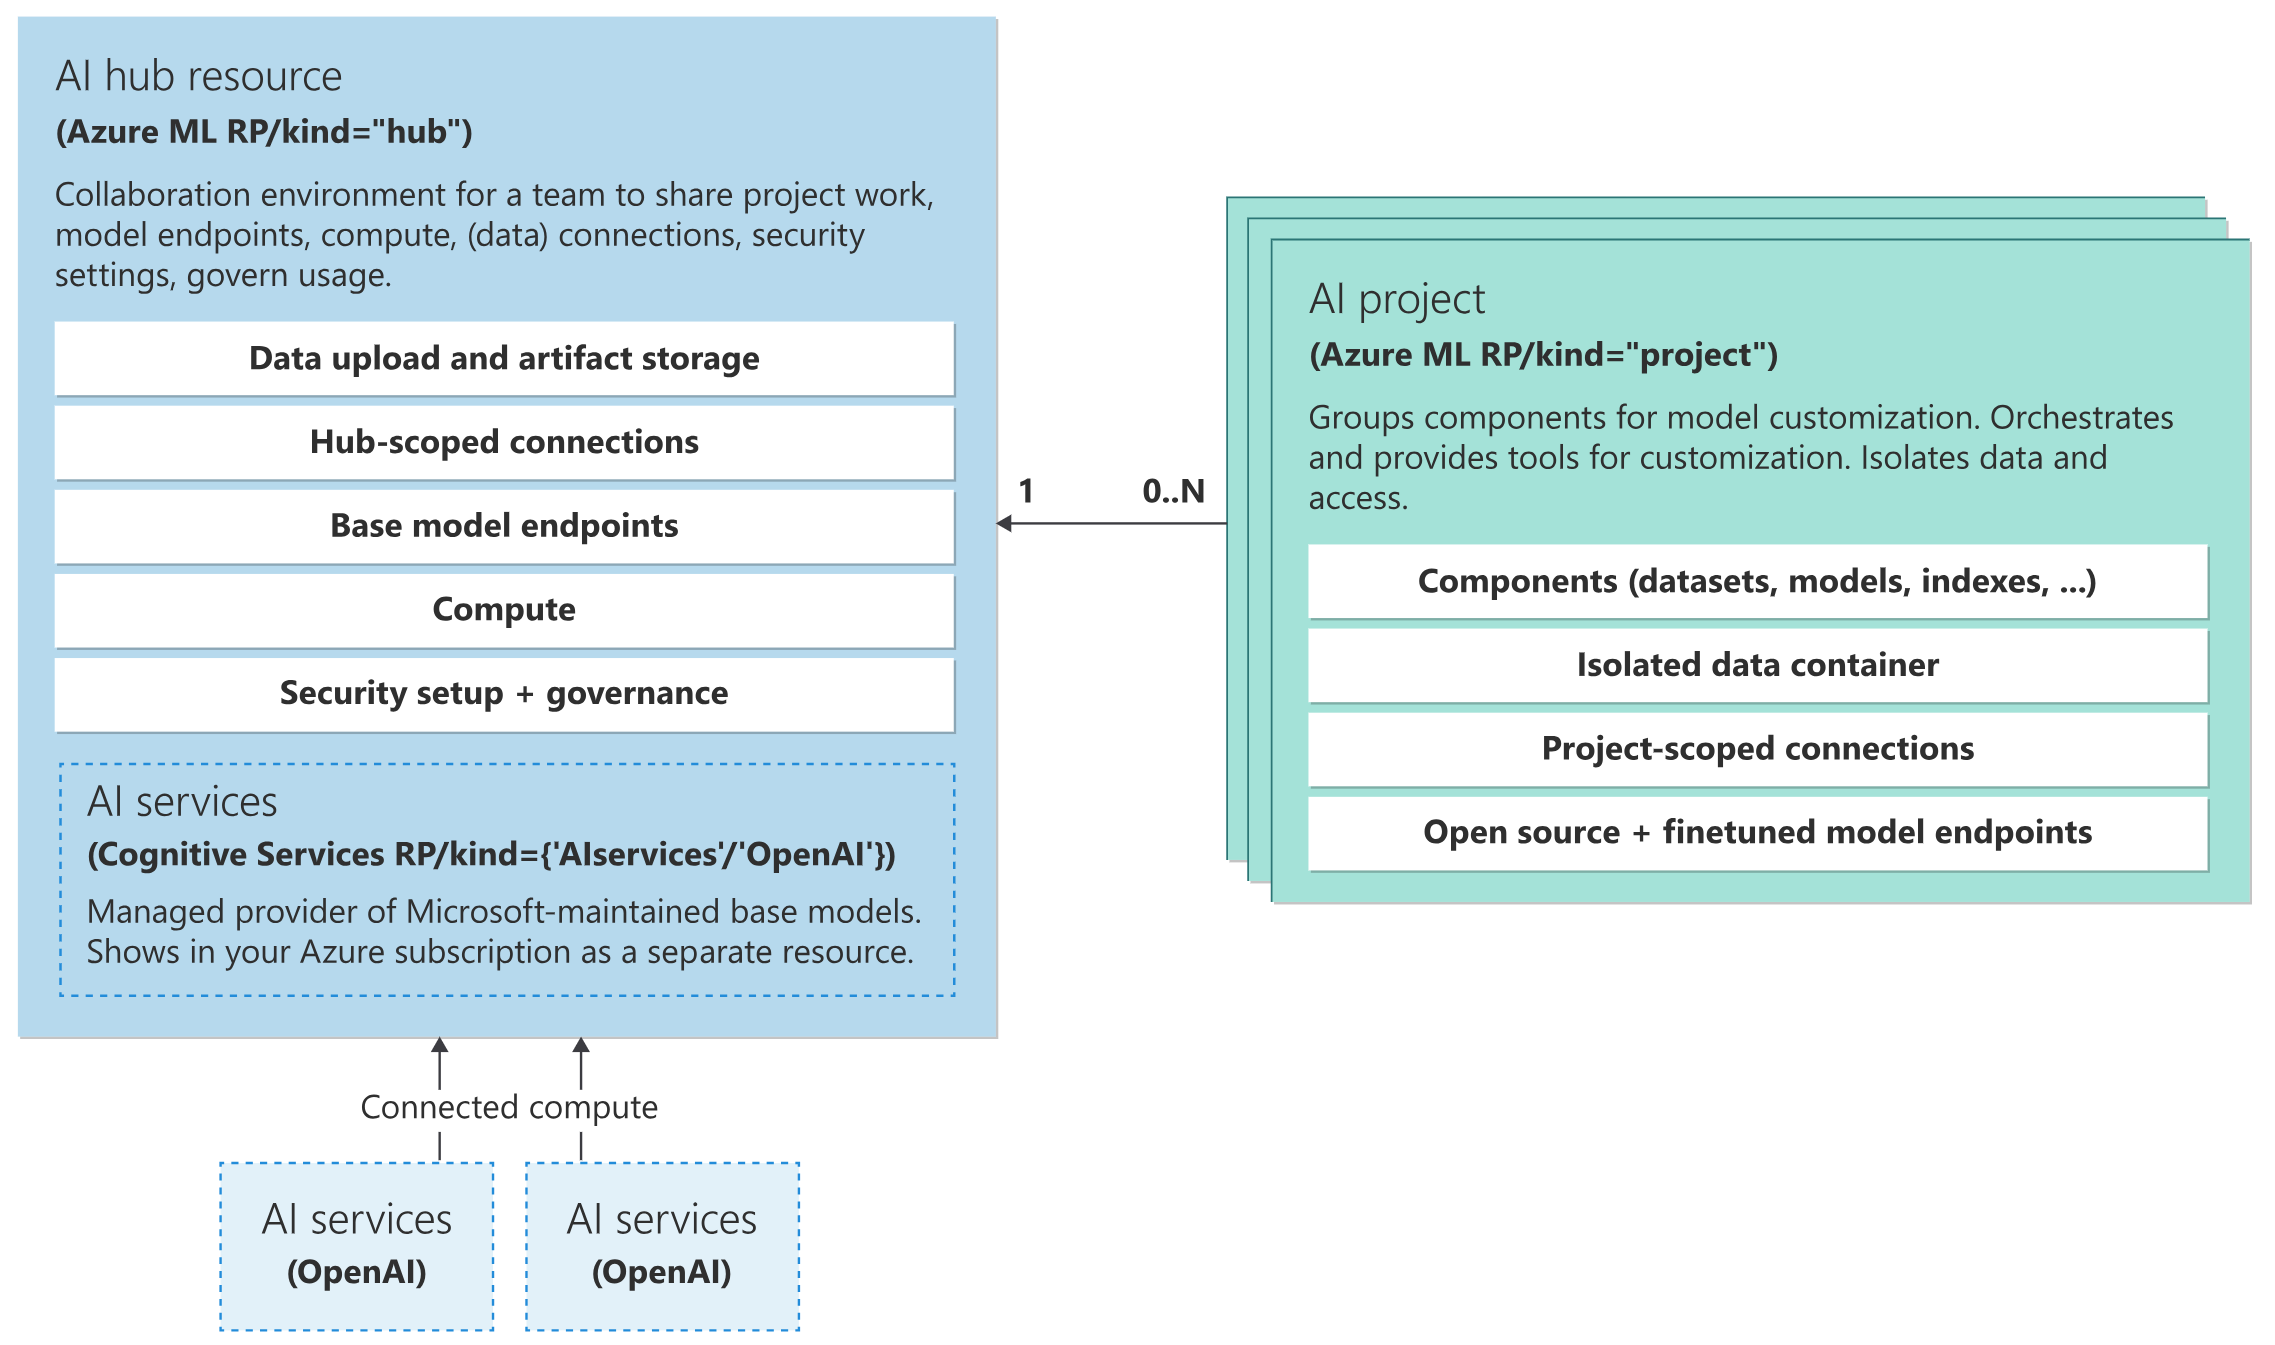 AI hub resource
(Azure ML RP/kind="hub")
Collaboration environment for a team to share project work,
model endpoints, compute, (data) connections, security
settings, govern usage.
Data upload and artifact storage
Hub-scoped connections
Base model endpoints
Compute
Security setup + governance
AI services
(Cognitive Services RP/kind={'AIservices'/'OpenAI'})
Managed provider of Microsoft-maintained base models.
Shows in your Azure subscription as a separate resource.
Connected compute
AI services
(OpenAI)
AI services
(OpenAI)
1
0..N
AI project
(Azure ML RP/kind="project")
Groups components for model customization. Orchestrates
and provides tools for customization. Isolates data and
access.
Components (datasets, models, indexes, ...)
Isolated data container
Project-scoped connections
Open source + finetuned model endpoints